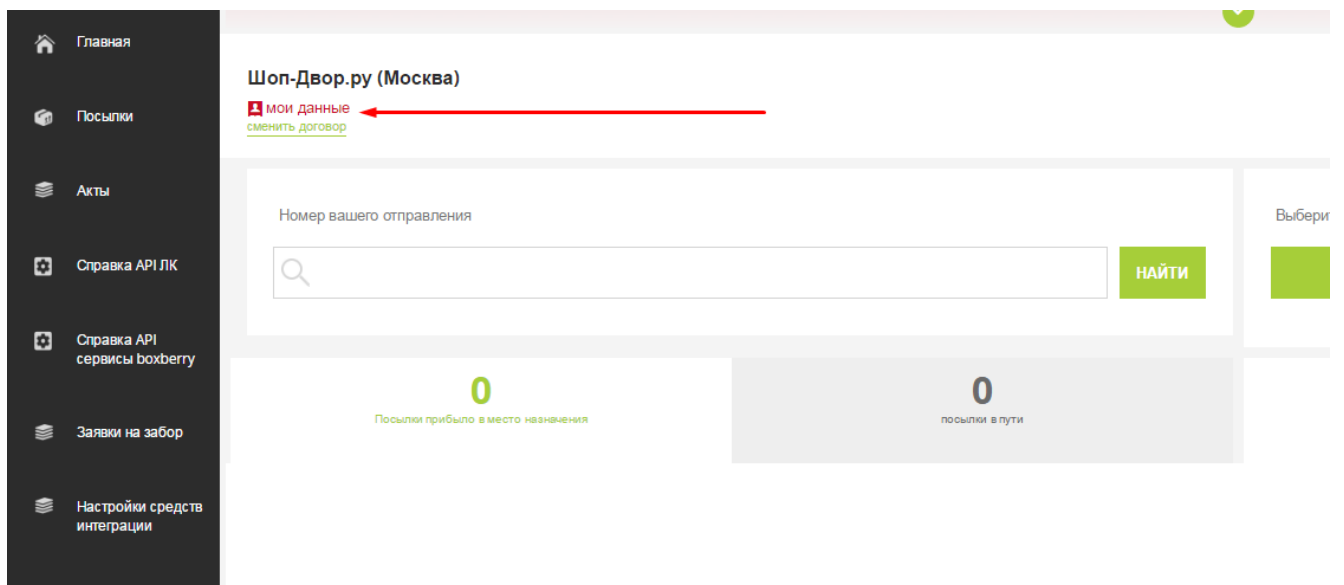 Главная
Посылки
Акты
Справка API ЛК
Справка API
сервисы boxberry
Заявки на забор
Настройки средств
интеграции
Шоп-Двор.ру (Москва)
мои данные
сменить договор
Номер вашего отправления
НАЙТИ
Выбери
0
Посылки прибыло в место назначения
0
посылки в пути